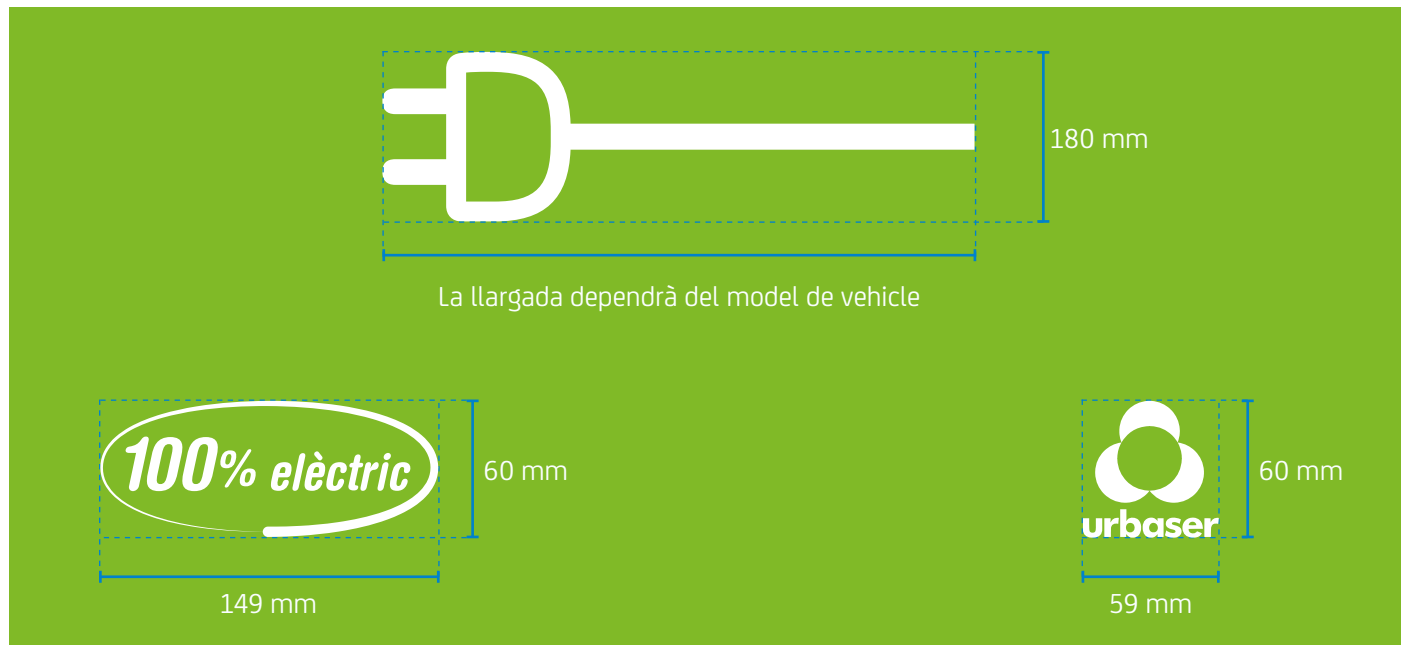 180 mm
La llargada dependrà del model de vehicle
100% elèctric
60 mm
149 mm
urbaser
60 mm
59 mm